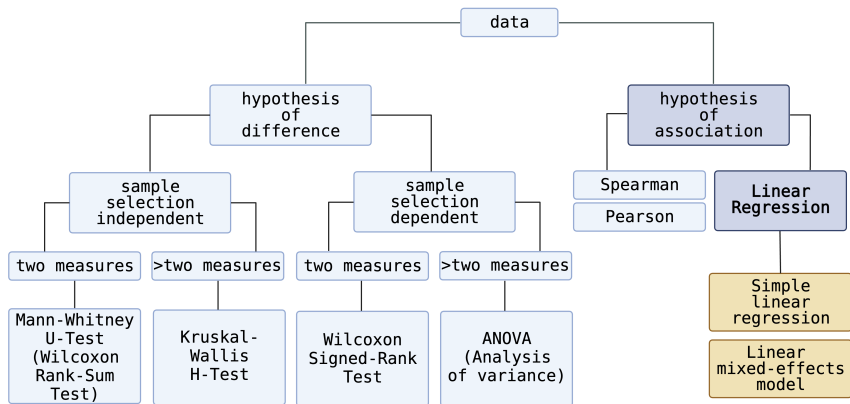 data
hypothesis
of
difference
hypothesis
of
association
sample
selection
independent
sample
selection
dependent
Spearman
Pearson
Linear
Regression
two measures
>two measures
two measures
>two measures
Mann-Whitney
U-Test
(Wilcoxon
Rank-Sum
Test)
Kruskal-
Wallis
H-Test
Wilcoxon
Signed-Rank
Test
ANOVA
(Analysis
of variance)
Simple
linear
regression
Linear
mixed-effects
model